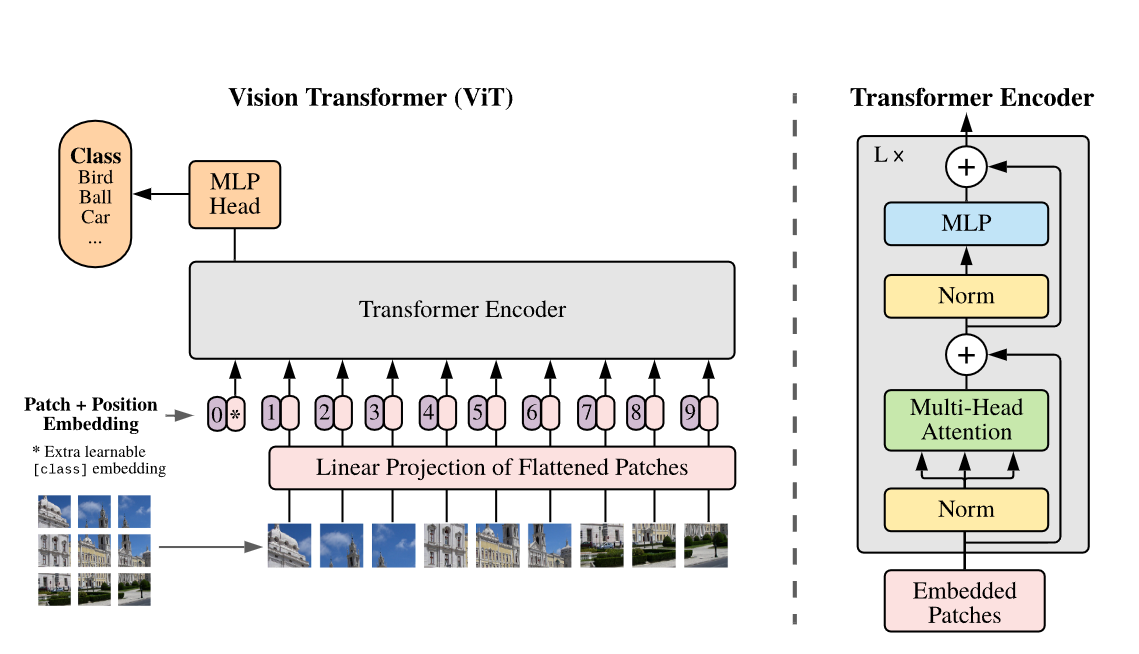 Vision Transformer (ViT)
Class
Bird
Ball
Car
...
MLP
Head
Transformer Encoder
Patch + Position
Embedding
0 * 1 2 3 4 5 6 7 8 9
* Extra learnable
[class] embedding
Linear Projection of Flattened Patches
Transformer Encoder
L x
+
MLP
Norm
+
Multi-Head
Attention
Norm
Embedded
Patches